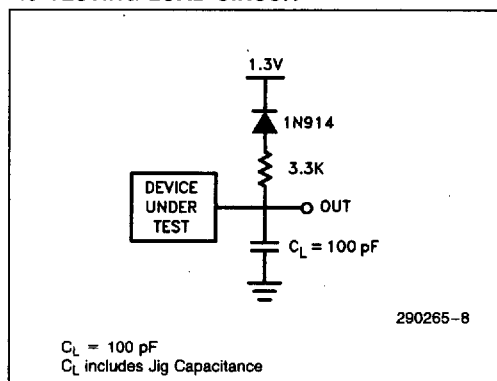 1.3V
1N914
3.3K
DEVICE
UNDER
TEST
OUT
C_L = 100 pF
290265–8
C_L = 100 pF
C_L includes Jig Capacitance